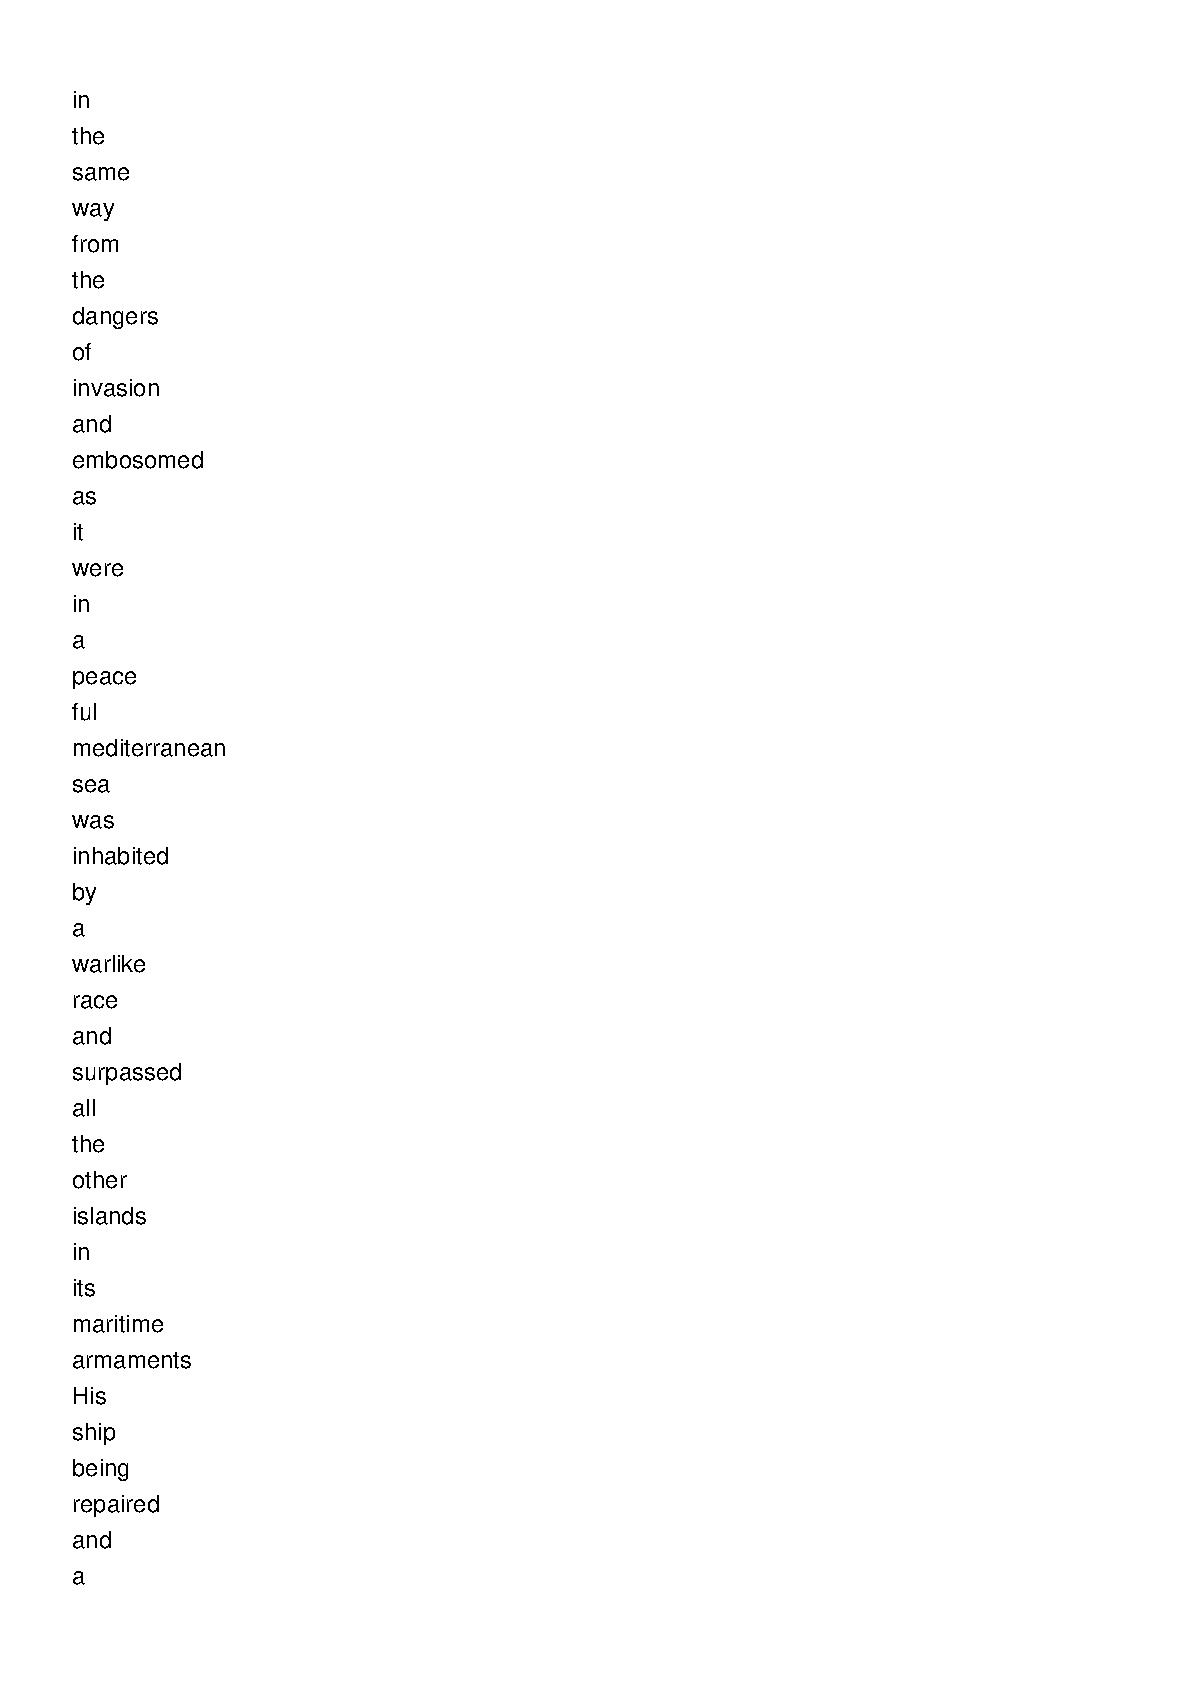 in
the
same
way
from
the
dangers
of
invasion
and
embosomed
as
it
were
in
a
peace
ful
mediterranean
sea
was
inhabited
by
a
warlike
race
and
surpassed
all
the
other
islands
in
its
maritime
armaments
His
ship
being
repaired
and
a